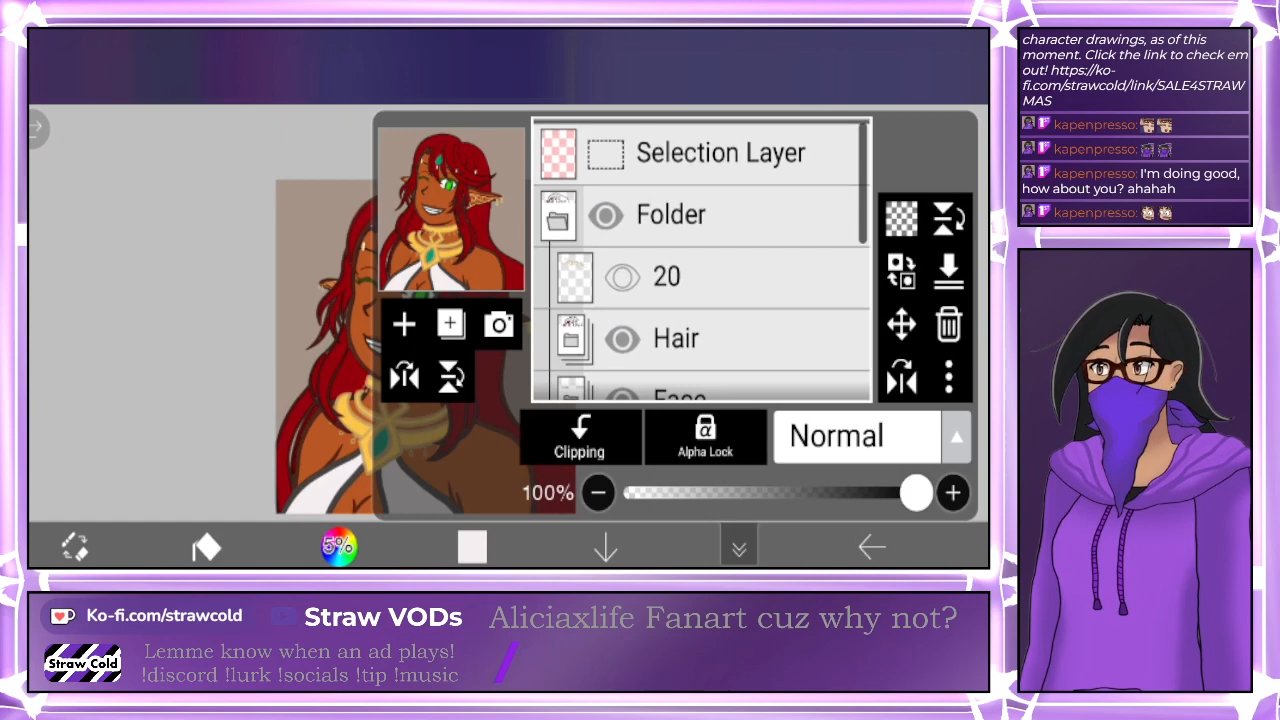 character drawings, as of this
moment. Click the link to check em
out! https://ko-
fi.com/strawcold/link/SALE4STRAW
MAS
kapenpresso:
kapenpresso:
kapenpresso: I'm doing good,
how about you? ahahah
kapenpresso:
Selection Layer
Folder
20
Hair
Face
Clipping
Alpha Lock
Normal
100%
5%
Ko-fi.com/strawcold
Straw VODs
Aliciaxlife Fanart cuz why not?
Straw Cold
Lemme know when an ad plays!
!discord !lurk !socials !tip !music